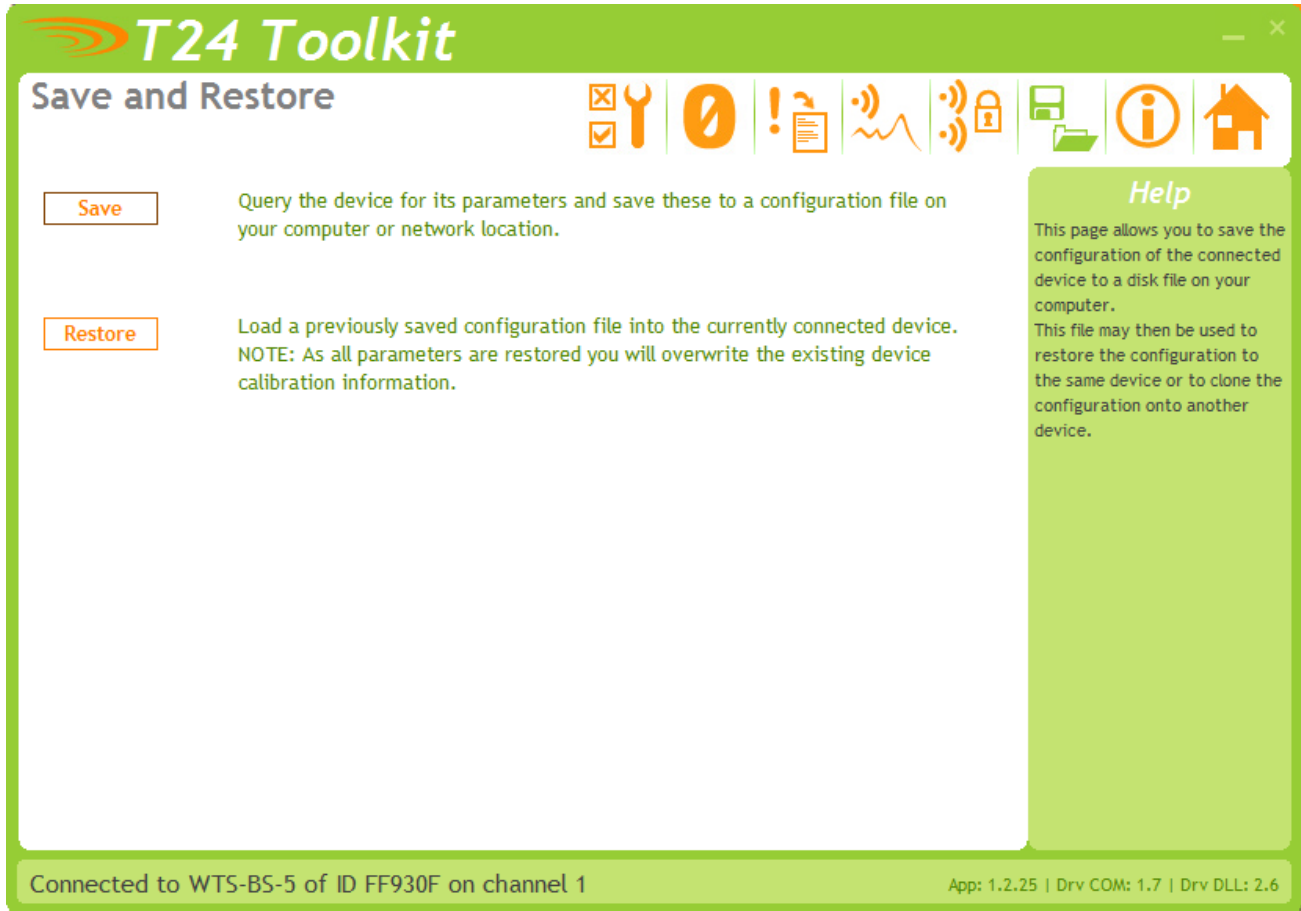 T24 Toolkit
Save and Restore
0
Save
Query the device for its parameters and save these to a configuration file on
your computer or network location.
Restore
Load a previously saved configuration file into the currently connected device.
NOTE: As all parameters are restored you will overwrite the existing device
calibration information.
Help
This page allows you to save the
configuration of the connected
device to a disk file on your
computer.
This file may then be used to
restore the configuration to
the same device or to clone the
configuration onto another
device.
Connected to WTS-BS-5 of ID FF930F on channel 1
App: 1.2.25 | Drv COM: 1.7 | Drv DLL: 2.6